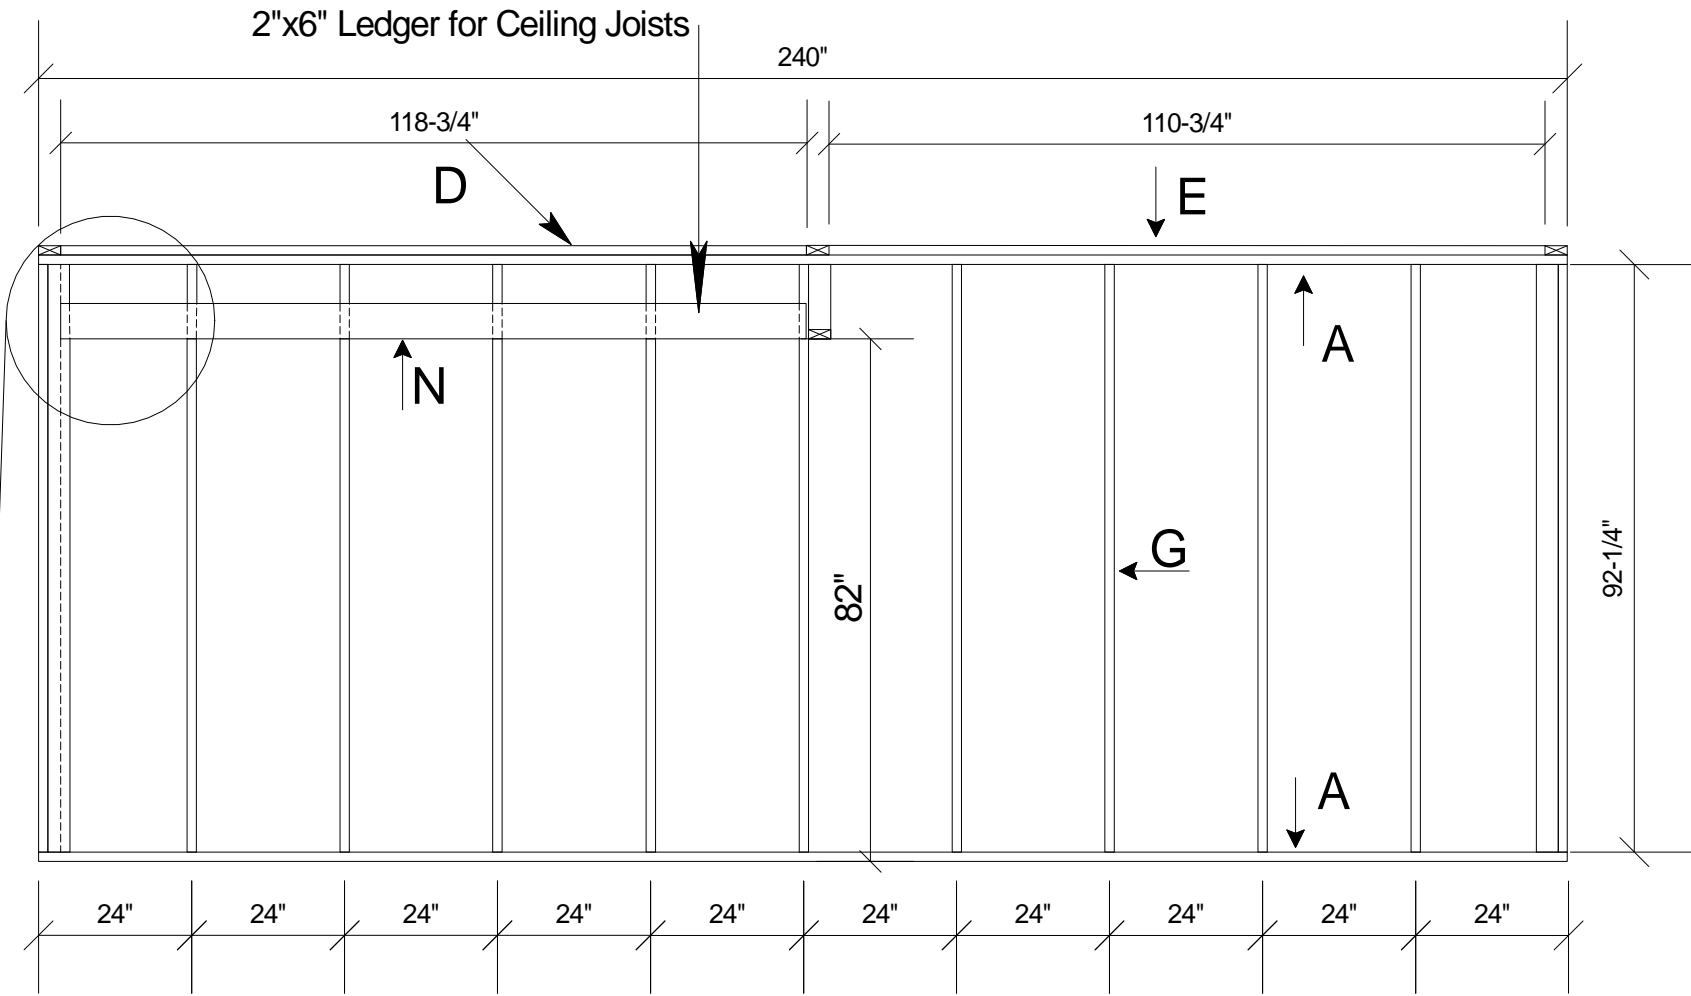 2"x6" Ledger for Ceiling Joists
240"
118-3/4"
110-3/4"
D
E
A
N
G
82"
92-1/4"
A
24" 24" 24" 24" 24" 24" 24" 24" 24" 24"